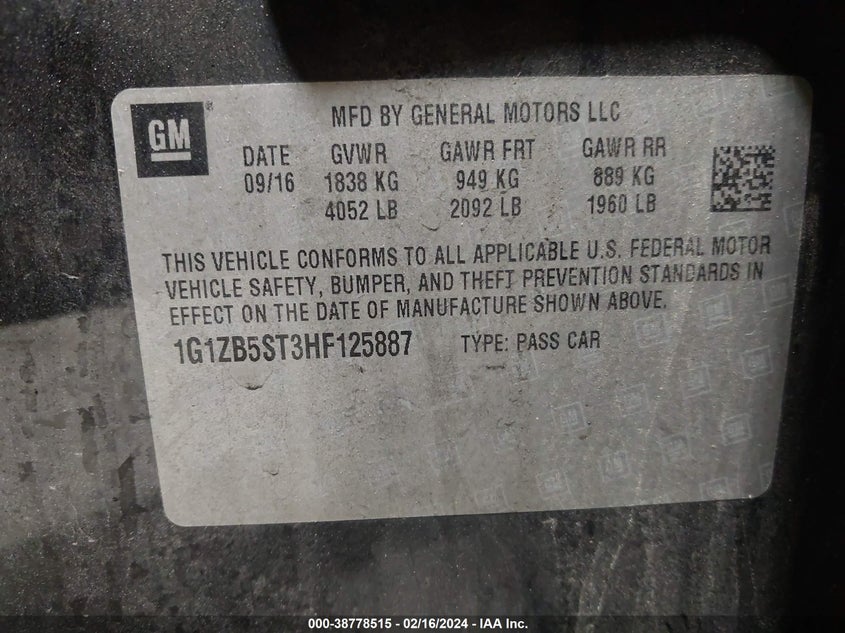 GM
MFD BY GENERAL MOTORS LLC
DATE GVWR GAWR FRT GAWR RR
09/16 1838 KG 949 KG 889 KG
4052 LB 2092 LB 1960 LB
THIS VEHICLE CONFORMS TO ALL APPLICABLE U.S. FEDERAL MOTOR
VEHICLE SAFETY, BUMPER, AND THEFT PREVENTION STANDARDS IN
EFFECT ON THE DATE OF MANUFACTURE SHOWN ABOVE.
1G1ZB5ST3HF125887 TYPE: PASS CAR
000-38778515 - 02/16/2024 - IAA Inc.